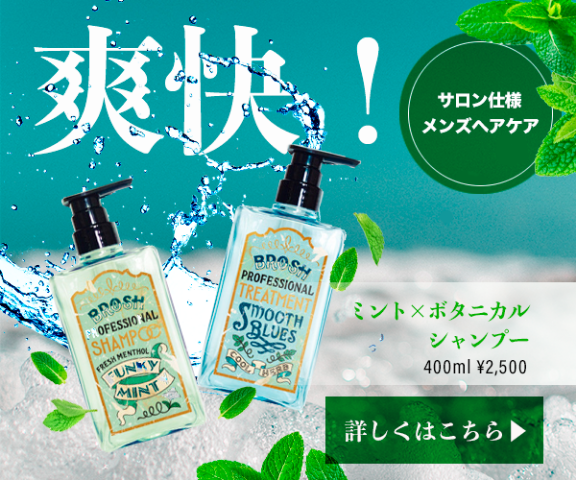 爽快！
サロン仕様
メンズヘアケア
BROSH
PROFESSIONAL
SHAMPOO
FRESH MENTHOL
FUNKY
MINT
BROSH
PROFESSIONAL
TREATMENT
SMOOTH
BLUES
ミント×ボタニカル
シャンプー
400ml ¥2,500
詳しくはこちら▶